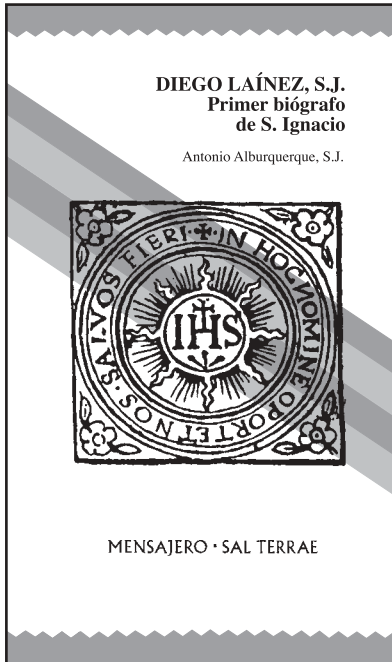 DIEGO LAÍNEZ, S.J.
Primer biógrafo
de S. Ignacio
Antonio Alburquerque, S.J.
IN HOC NOMINE OPORTET NOS · SALVOS FIERI ·
IHS
MENSAJERO · SAL TERRAE